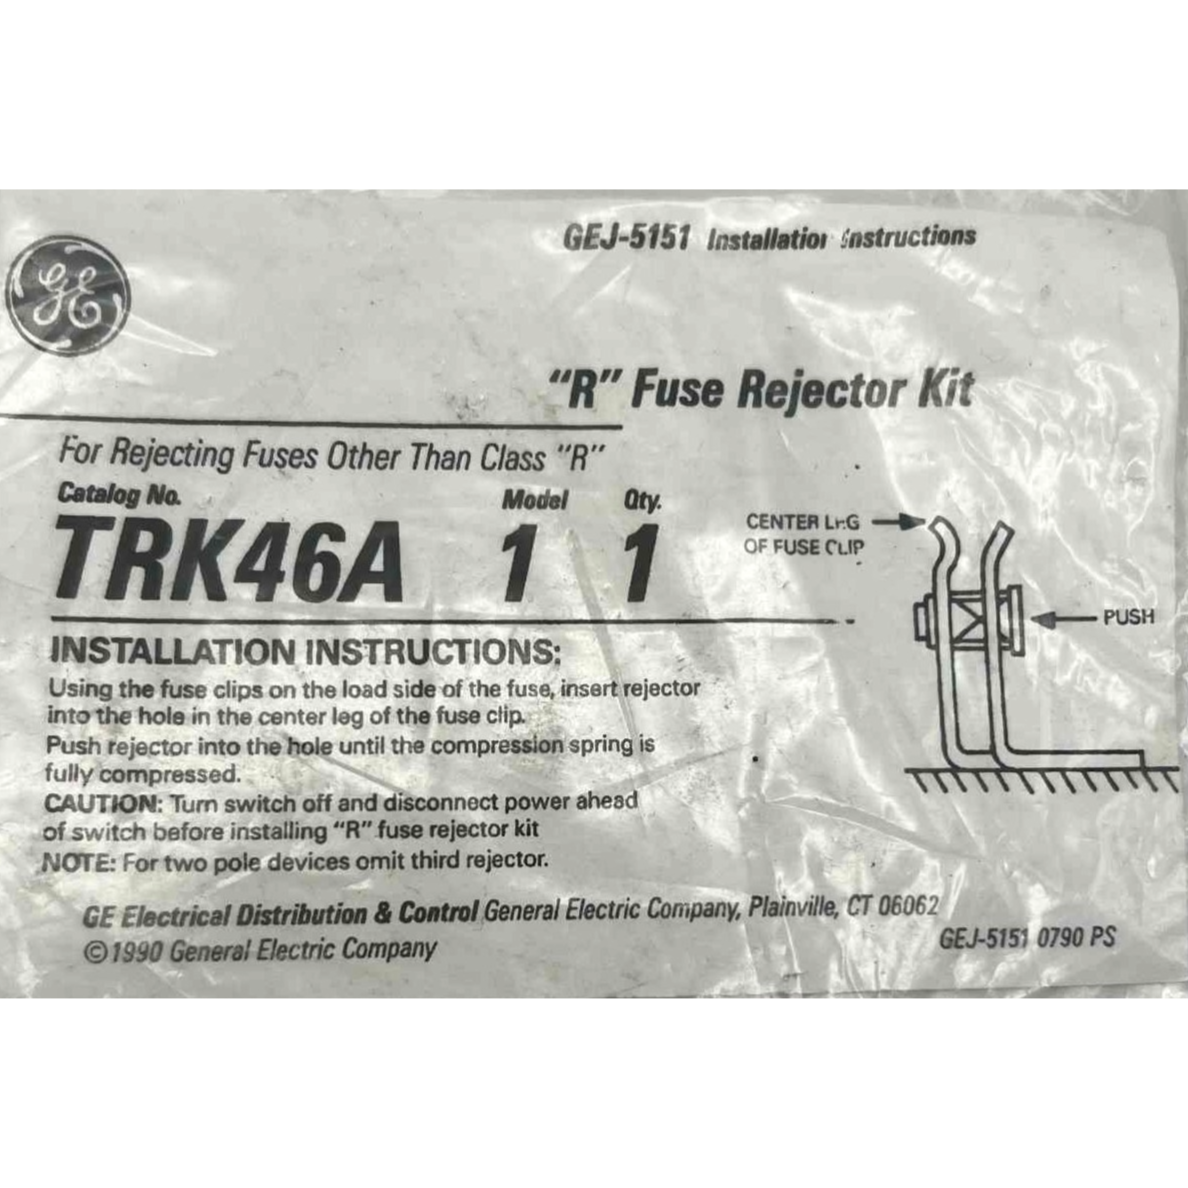 GE
GEJ-5151 Installation Instructions
"R" Fuse Rejector Kit
For Rejecting Fuses Other Than Class "R"
Catalog No. Model Qty.
TRK46A 1 1
CENTER LEG
OF FUSE CLIP
PUSH
INSTALLATION INSTRUCTIONS:
Using the fuse clips on the load side of the fuse, insert rejector
into the hole in the center leg of the fuse clip.
Push rejector into the hole until the compression spring is
fully compressed.
CAUTION: Turn switch off and disconnect power ahead
of switch before installing "R" fuse rejector kit
NOTE: For two pole devices omit third rejector.
GE Electrical Distribution & Control General Electric Company, Plainville, CT 06062
©1990 General Electric Company
GEJ-5151 0790 PS